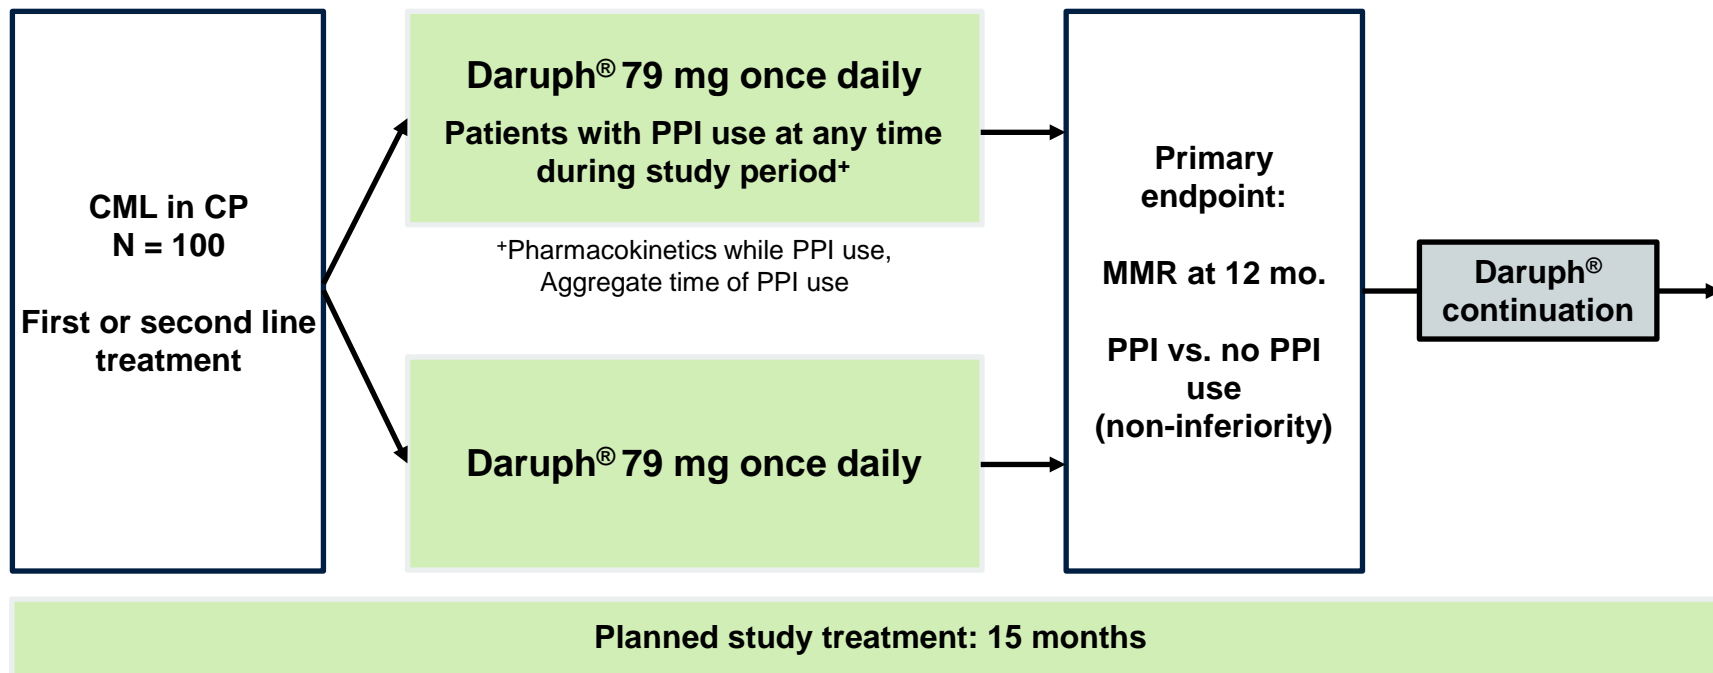 CML in CP
N = 100
First or second line
treatment
Daruph® 79 mg once daily
Patients with PPI use at any time
during study period⁺
⁺Pharmacokinetics while PPI use,
Aggregate time of PPI use
Daruph® 79 mg once daily
Primary
endpoint:
MMR at 12 mo.
PPI vs. no PPI
use
(non-inferiority)
Daruph®
continuation
Planned study treatment: 15 months